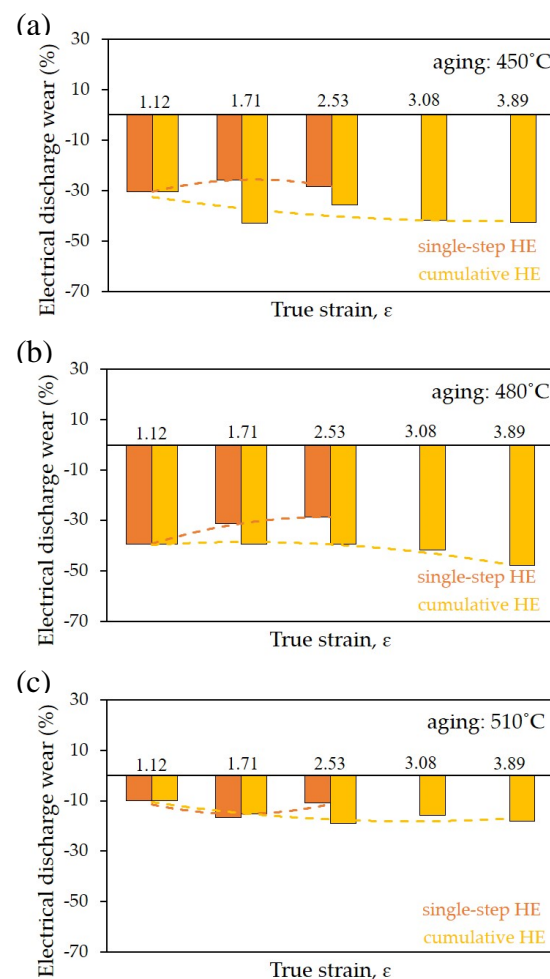 (a)
Electrical discharge wear (%)
30
10
-10
-30
-50
-70
aging: 450˚C
1.12 1.71 2.53 3.08 3.89
single-step HE
cumulative HE
True strain, ε
(b)
Electrical discharge wear (%)
30
10
-10
-30
-50
-70
aging: 480˚C
1.12 1.71 2.53 3.08 3.89
single-step HE
cumulative HE
True strain, ε
(c)
Electrical discharge wear (%)
30
10
-10
-30
-50
-70
aging: 510˚C
1.12 1.71 2.53 3.08 3.89
single-step HE
cumulative HE
True strain, ε